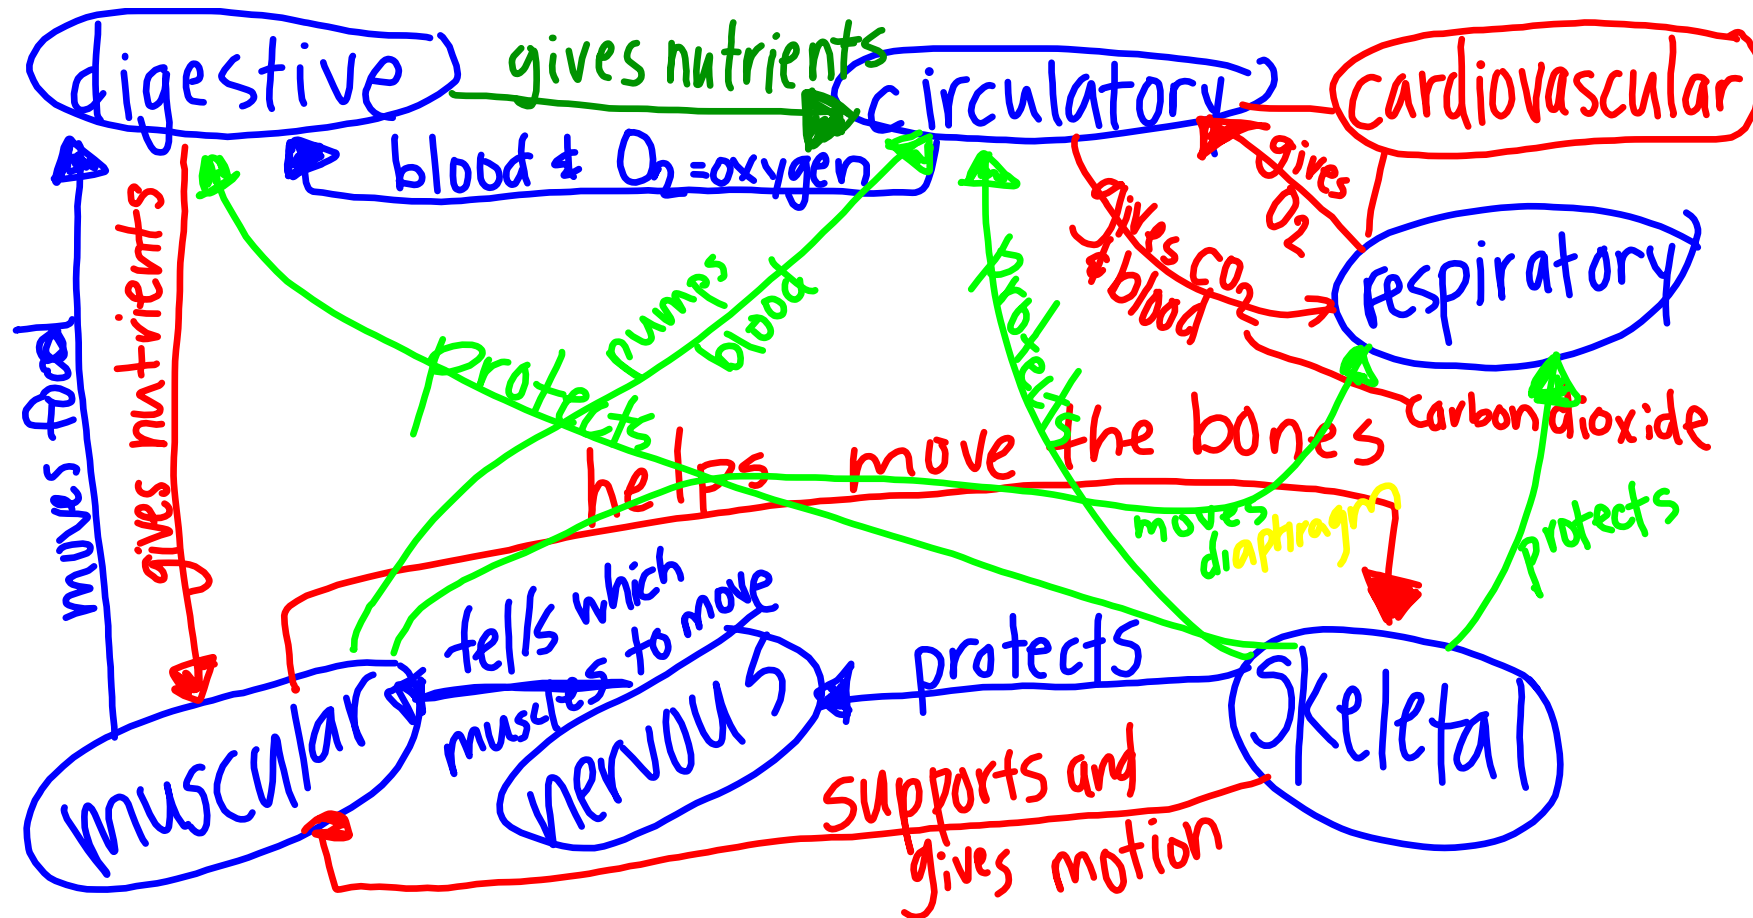 digestive
gives nutrients
circulatory
cardiovascular
blood & O₂ = oxygen
gives
O₂
gives CO₂
& blood
respiratory
carbon dioxide
moves food
gives nutrients
protects
pumps
blood
protects
helps move the bones
moves
diaphragm
protects
tells which
muscles to move
protects
muscular
nervous
skeletal
supports and
gives motion